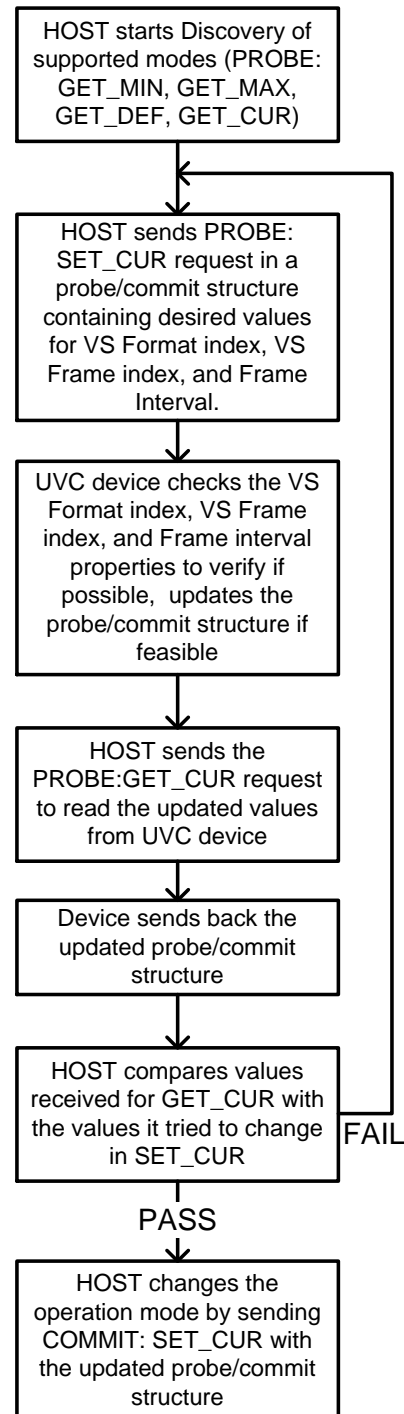 HOST starts Discovery of
supported modes (PROBE:
GET_MIN, GET_MAX,
GET_DEF, GET_CUR)
HOST sends PROBE:
SET_CUR request in a
probe/commit structure
containing desired values
for VS Format index, VS
Frame index, and Frame
Interval.
UVC device checks the VS
Format index, VS Frame
index, and Frame interval
properties to verify if
possible, updates the
probe/commit structure if
feasible
HOST sends the
PROBE:GET_CUR request
to read the updated values
from UVC device
Device sends back the
updated probe/commit
structure
HOST compares values
received for GET_CUR with
the values it tried to change
in SET_CUR
FAIL
PASS
HOST changes the
operation mode by sending
COMMIT: SET_CUR with
the updated probe/commit
structure